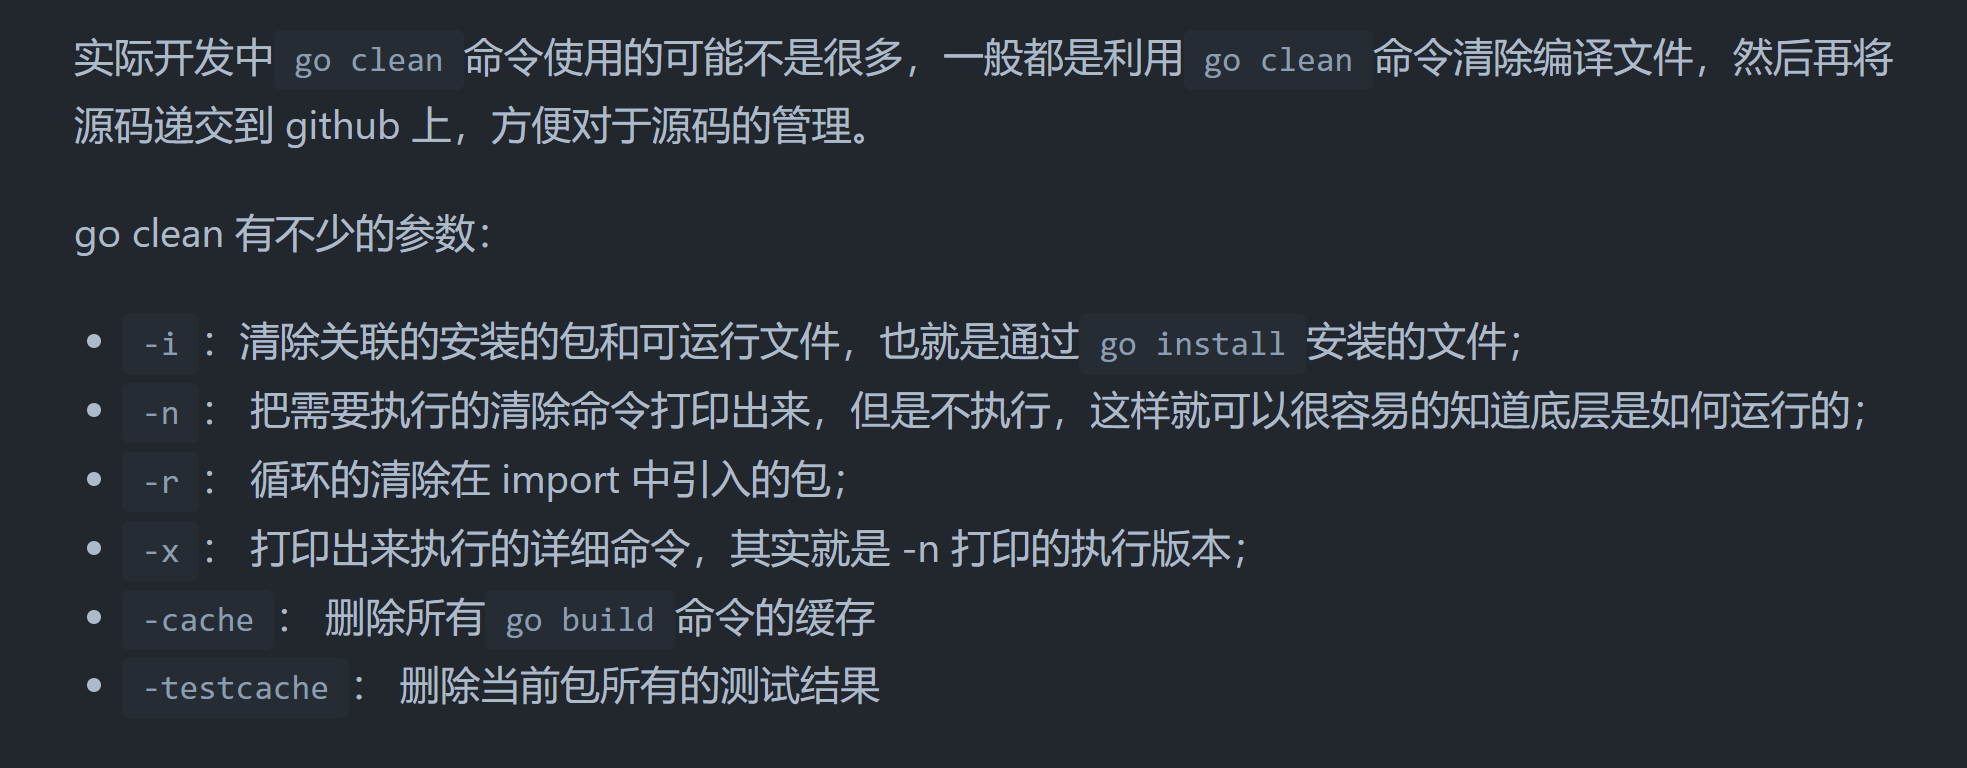 实际开发中 go clean 命令使用的可能不是很多，一般都是利用 go clean 命令清除编译文件，然后再将
源码递交到 github 上，方便对于源码的管理。
go clean 有不少的参数：
-i ：清除关联的安装的包和可运行文件，也就是通过 go install 安装的文件；
-n ： 把需要执行的清除命令打印出来，但是不执行，这样就可以很容易的知道底层是如何运行的；
-r ： 循环的清除在 import 中引入的包；
-x ： 打印出来执行的详细命令，其实就是 -n 打印的执行版本；
-cache ： 删除所有 go build 命令的缓存
-testcache ： 删除当前包所有的测试结果